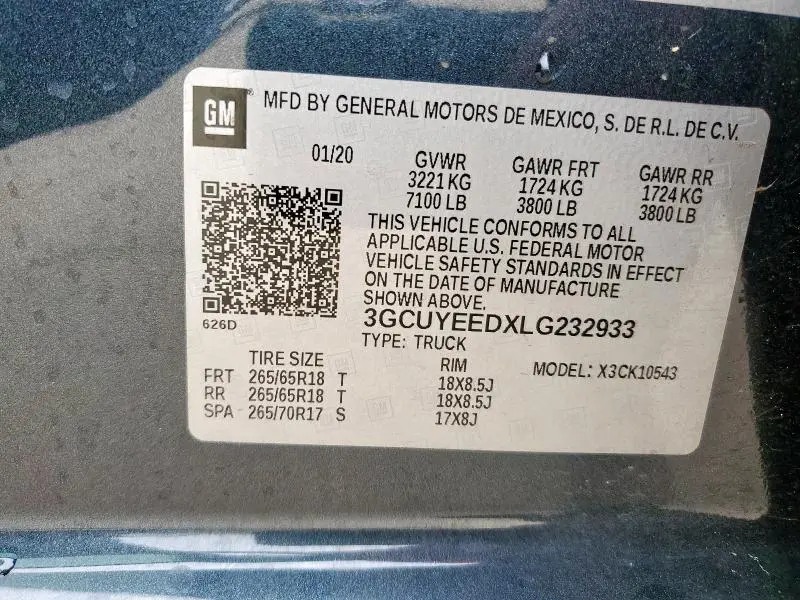 GM
MFD BY GENERAL MOTORS DE MEXICO, S. DE R.L. DE C.V.
01/20 GVWR GAWR FRT GAWR RR
3221 KG 1724 KG 1724 KG
7100 LB 3800 LB 3800 LB
THIS VEHICLE CONFORMS TO ALL
APPLICABLE U.S. FEDERAL MOTOR
VEHICLE SAFETY STANDARDS IN EFFECT
ON THE DATE OF MANUFACTURE
SHOWN ABOVE.
626D
3GCUYEEDXLG232933
TYPE: TRUCK
TIRE SIZE RIM MODEL: X3CK10543
FRT 265/65R18 T 18X8.5J
RR 265/65R18 T 18X8.5J
SPA 265/70R17 S 17X8J